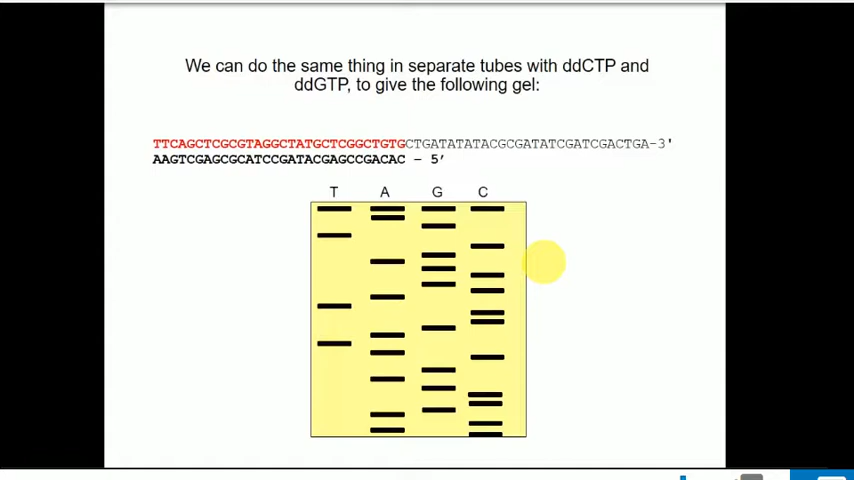 We can do the same thing in separate tubes with ddCTP and
ddGTP, to give the following gel:
TTCAGCTCGCGTAGGCTATGCTCGGCTGTGCTGATATATACGCGATATCGATCGACTGA-3'
AAGTCGAGCGCATCCGATACGAGCCGACAC – 5’
T A G C